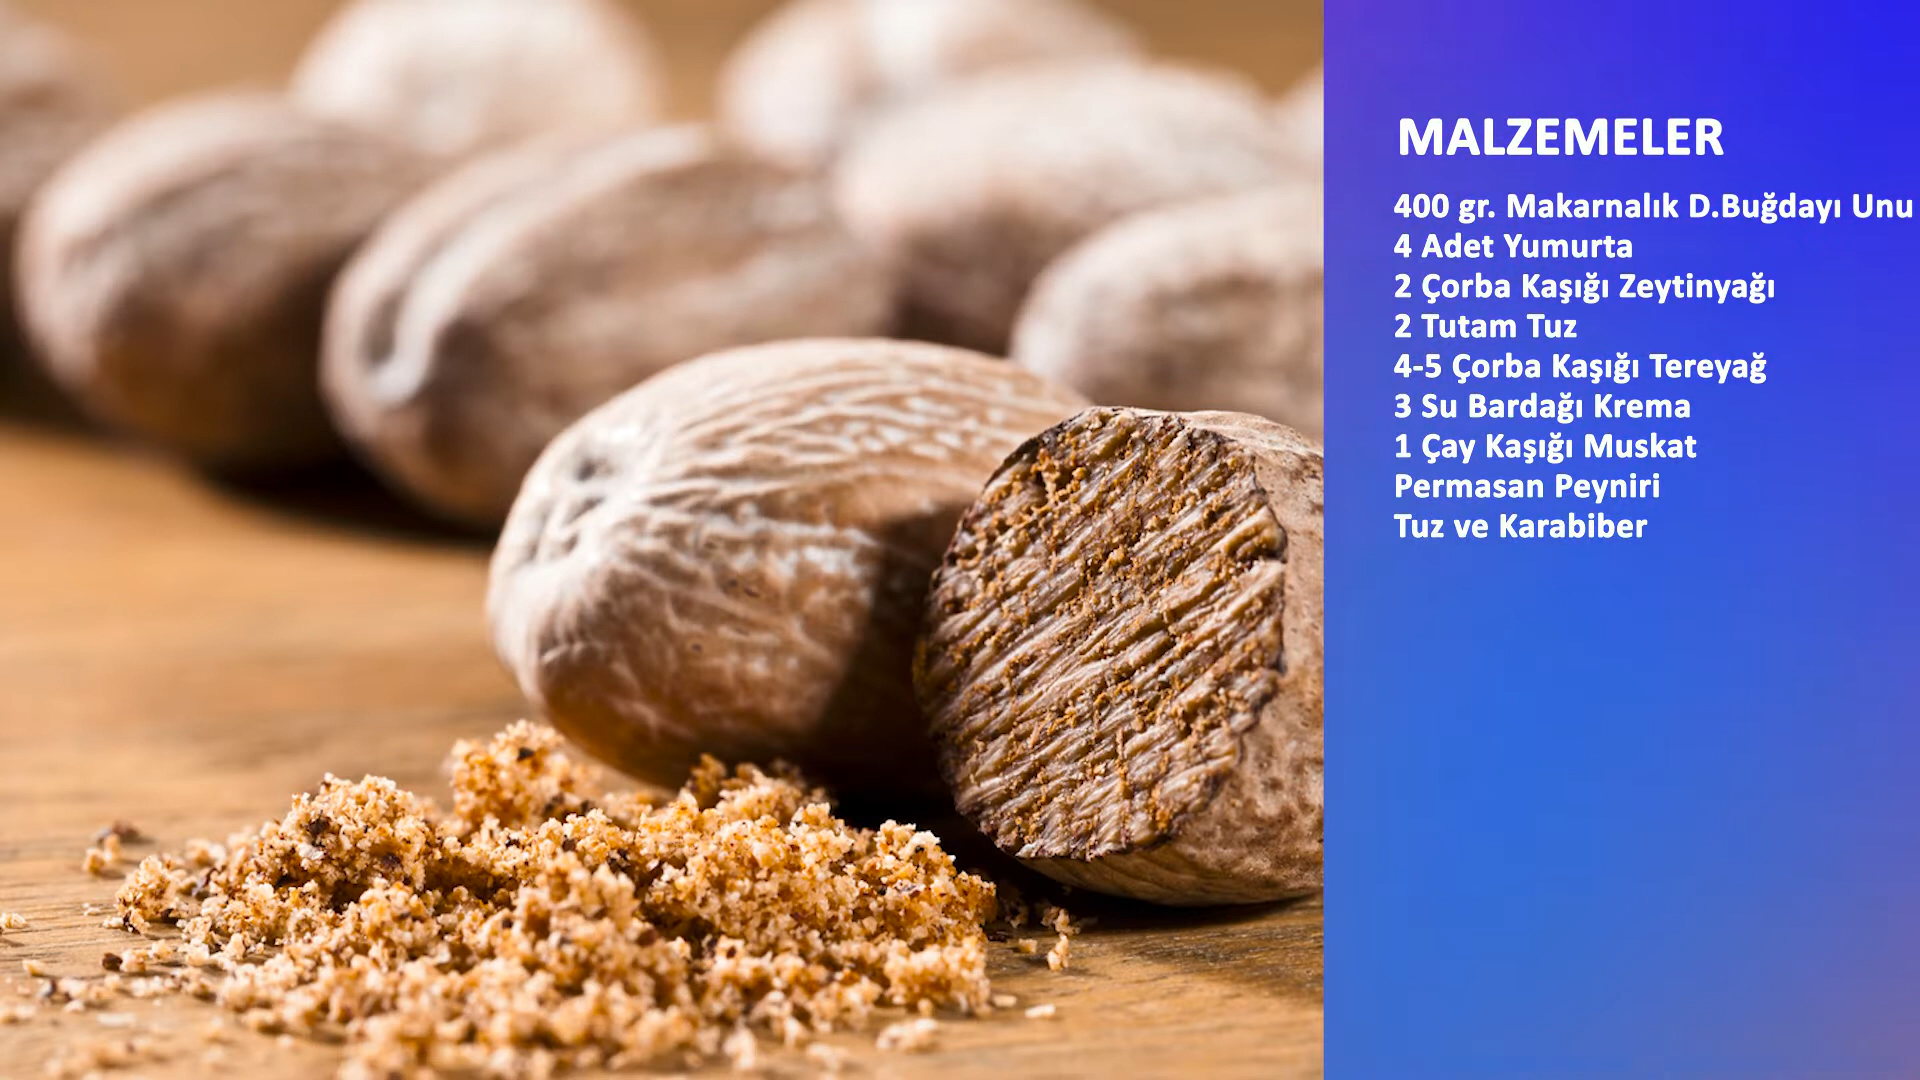 MALZEMELER
400 gr. Makarnalık D.Buğdayı Unu
4 Adet Yumurta
2 Çorba Kaşığı Zeytinyağı
2 Tutam Tuz
4-5 Çorba Kaşığı Tereyağ
3 Su Bardağı Krema
1 Çay Kaşığı Muskat
Permasan Peyniri
Tuz ve Karabiber